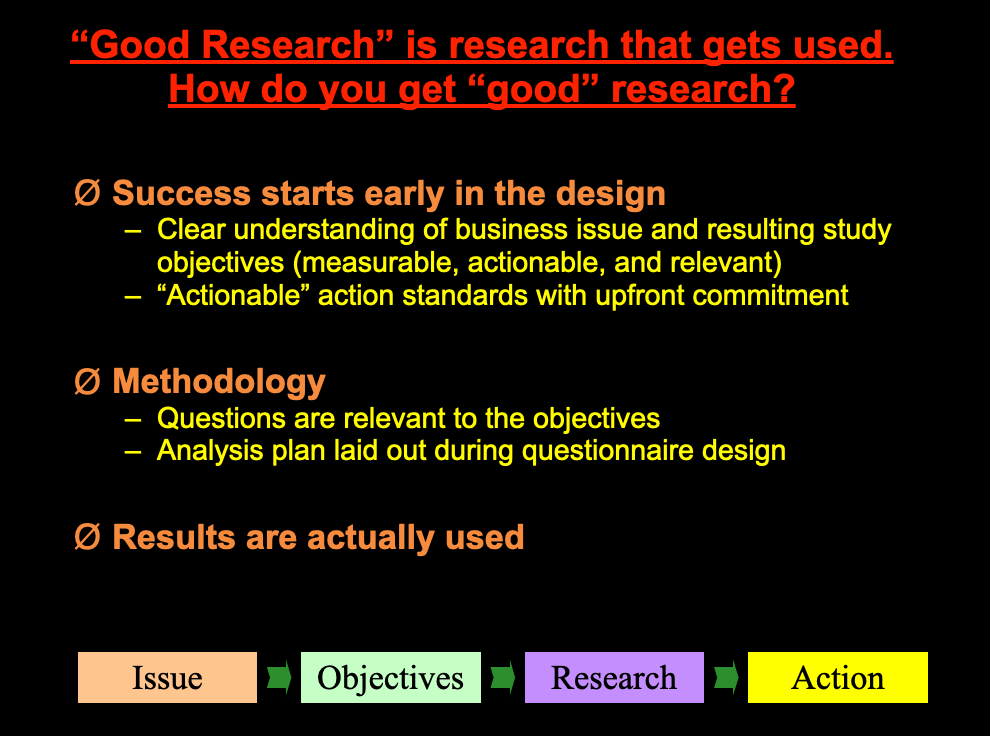 “Good Research” is research that gets used.
How do you get “good” research?
Ø Success starts early in the design
– Clear understanding of business issue and resulting study
objectives (measurable, actionable, and relevant)
– “Actionable” action standards with upfront commitment
Ø Methodology
– Questions are relevant to the objectives
– Analysis plan laid out during questionnaire design
Ø Results are actually used
Issue Objectives Research Action